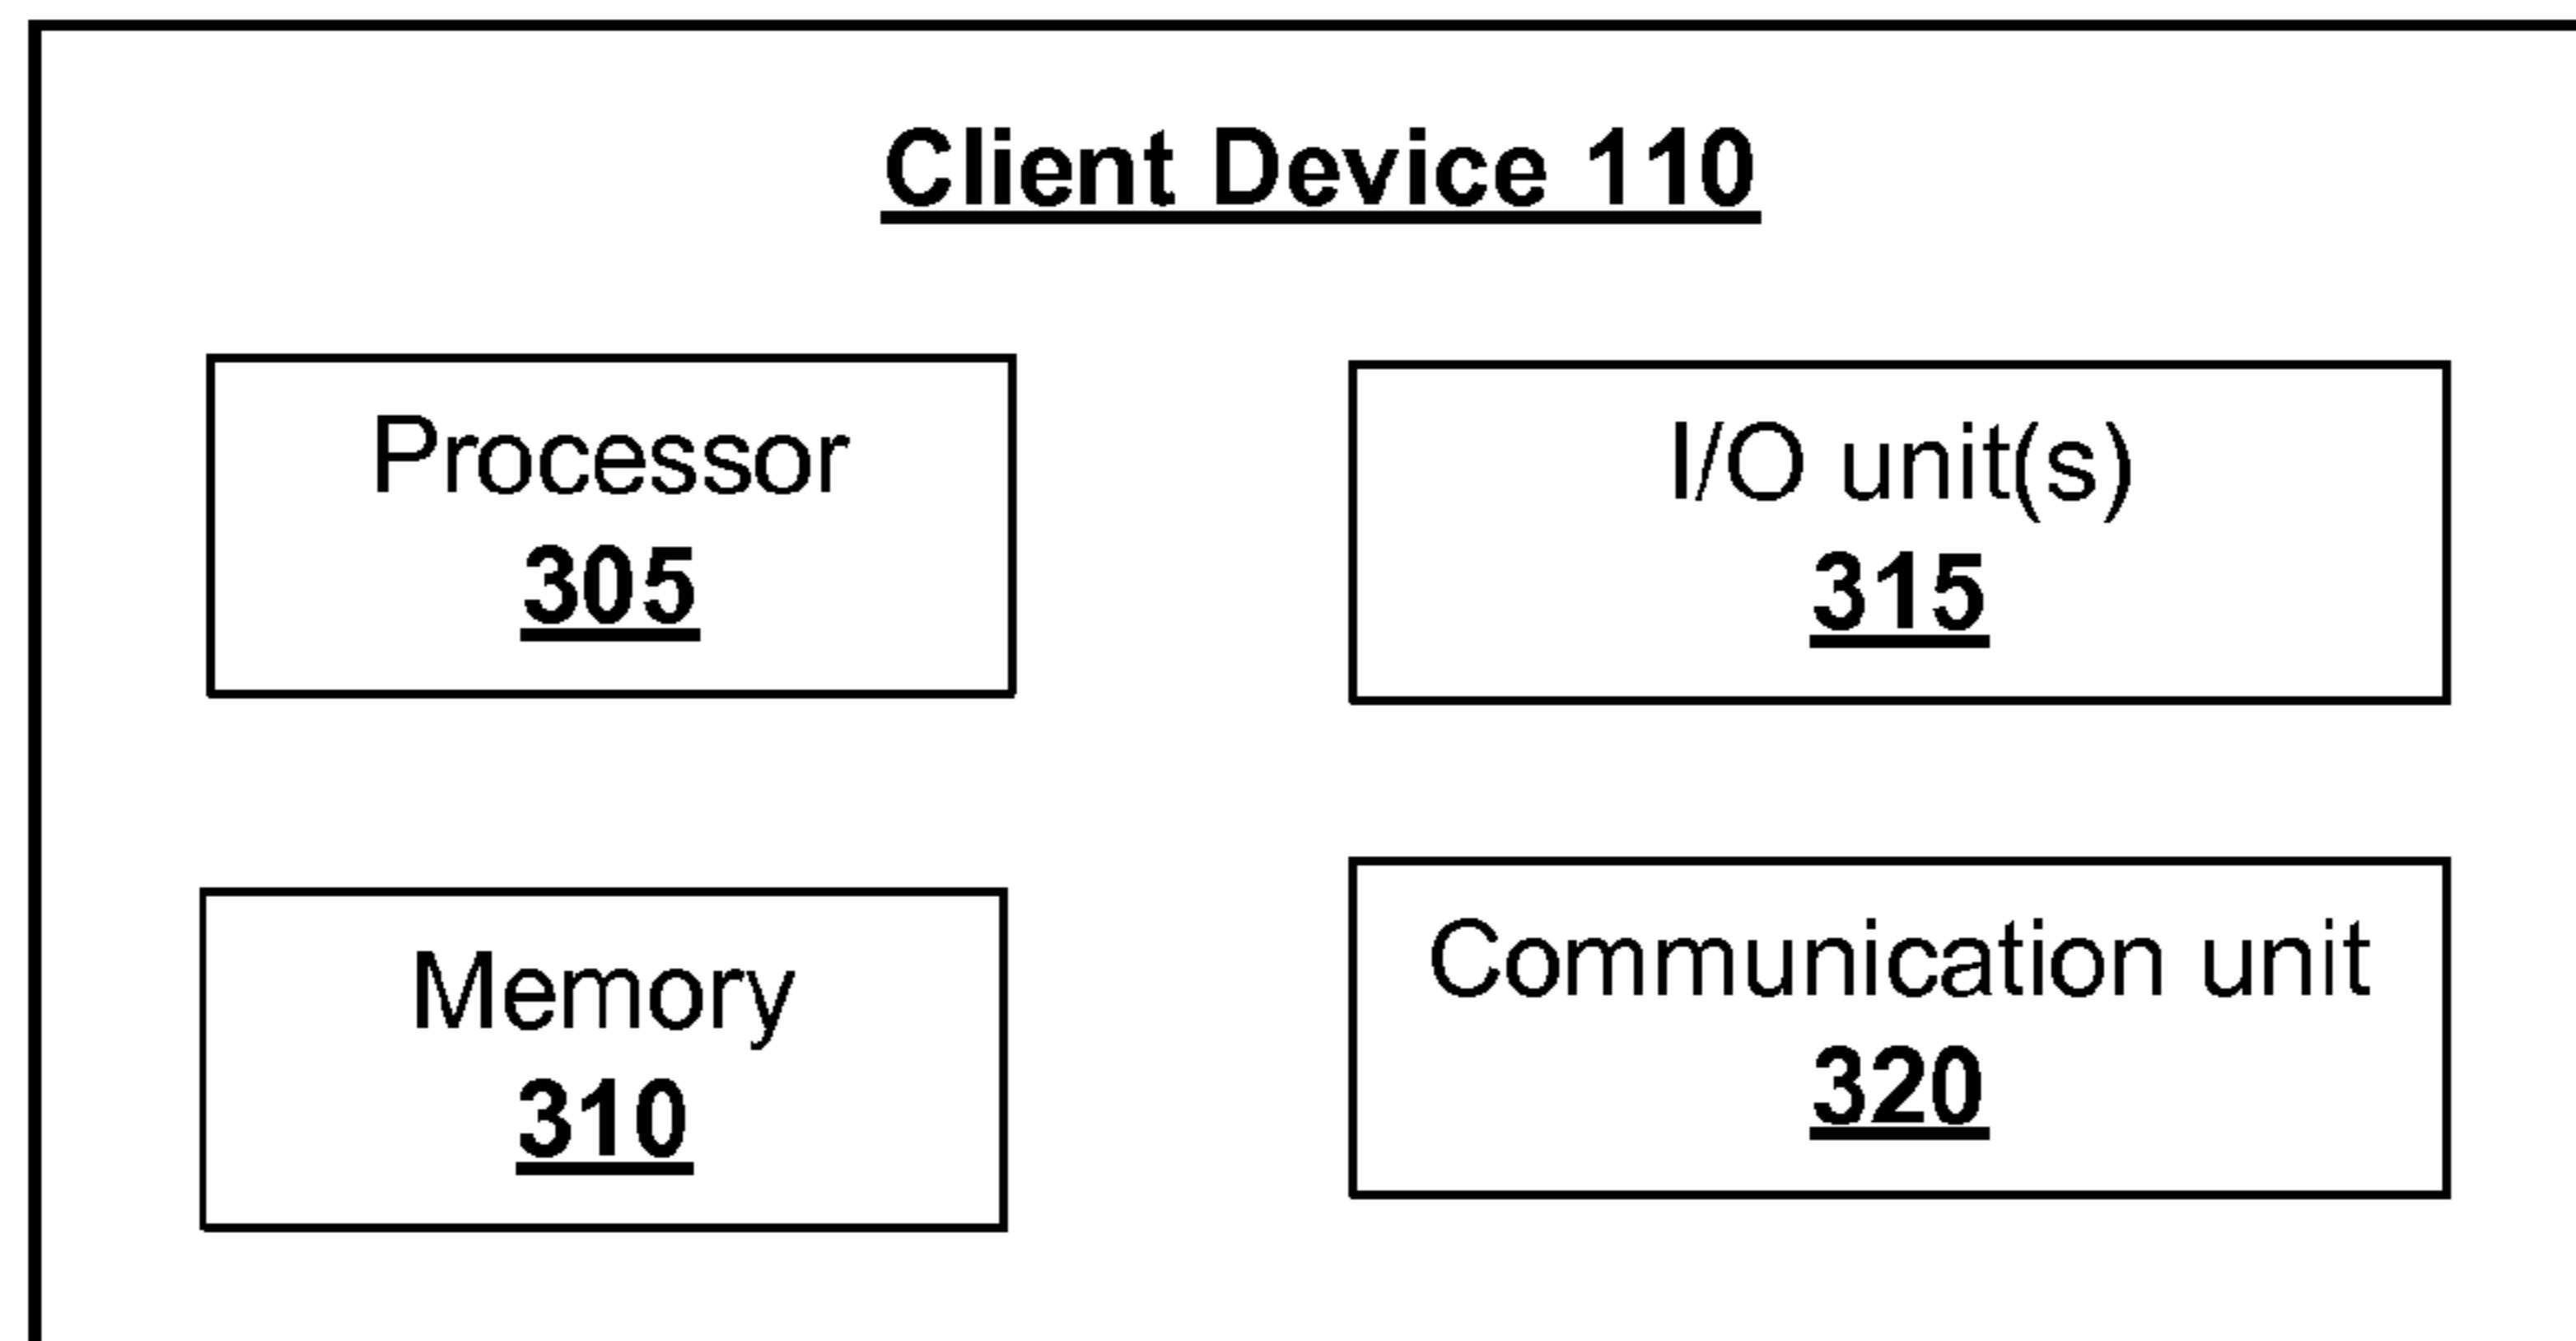 Client Device 110
Processor
305
I/O unit(s)
315
Memory
310
Communication unit
320